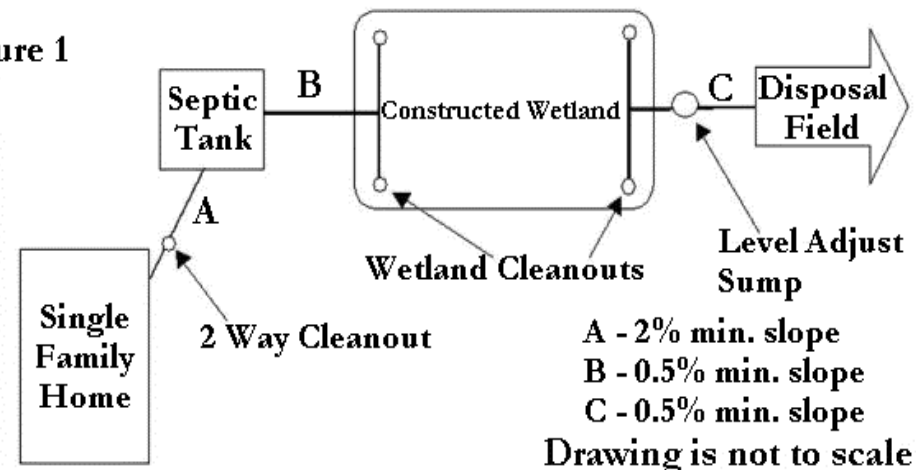 ure 1
Septic
Tank
B
Constructed Wetland
C
Disposal
Field
A
Wetland Cleanouts
Level Adjust
Sump
2 Way Cleanout
Single
Family
Home
A - 2% min. slope
B - 0.5% min. slope
C - 0.5% min. slope
Drawing is not to scale